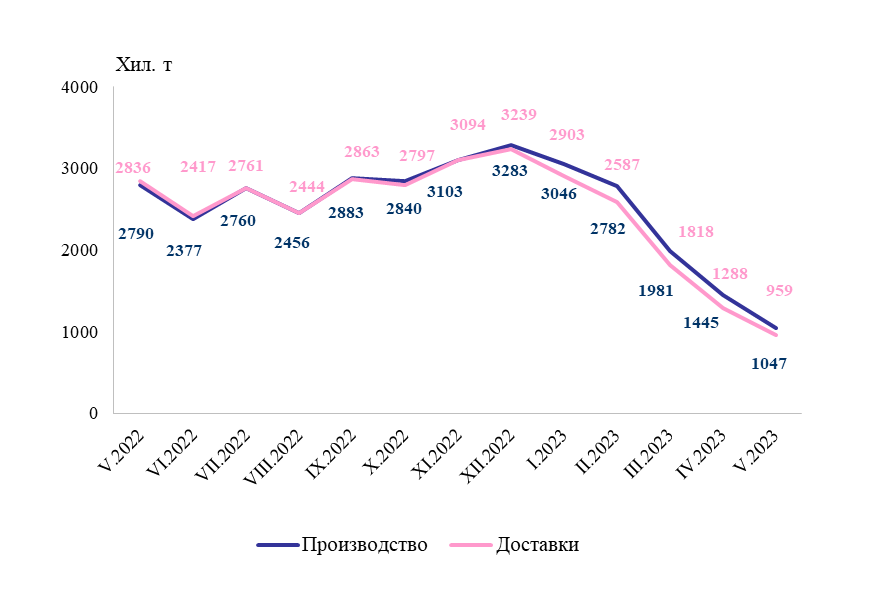 Хил. т
4000
3000
2000
1000
0
2836 2417 2761 2444 2863 2797 3094 3239 2903 2587 1818 1288 959
2790 2377 2760 2456 2883 2840 3103 3283 3046 2782 1981 1445 1047
V.2022 VI.2022 VII.2022 VIII.2022 IX.2022 X.2022 XI.2022 XII.2022 I.2023 II.2023 III.2023 IV.2023 V.2023
Производство Доставки